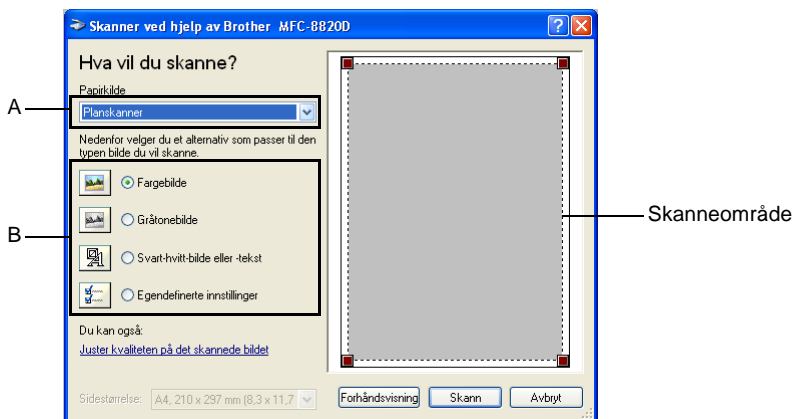 Skanner ved hjelp av Brother MFC-8820D
Hva vil du skanne?
Papirkilde
A
Planskanner
Nedenfor velger du et alternativ som passer til den
typen bilde du vil skanne.
Fargebilde
Gråtonebilde
B
Svart-hvitt-bilde eller -tekst
Egendefinerte innstillinger
Du kan også:
Juster kvaliteten på det skannede bildet
Sidestørrelse: A4, 210 x 297 mm (8,3 x 11,7
Forhåndsvisning Skann Avbryt
Skanneområde